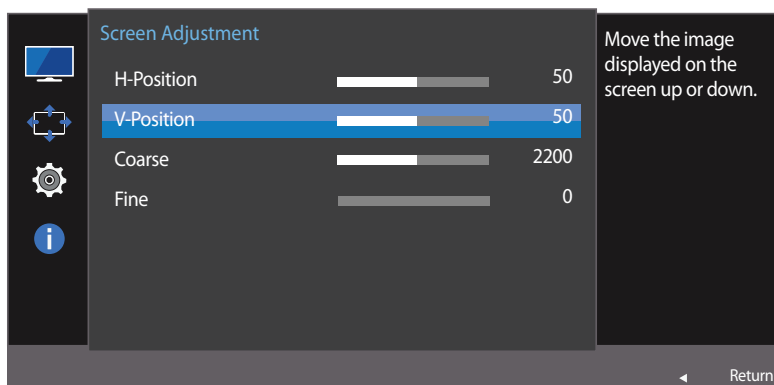 Screen Adjustment
H-Position 50
V-Position 50
Coarse 2200
Fine 0
Move the image
displayed on the
screen up or down.
Return